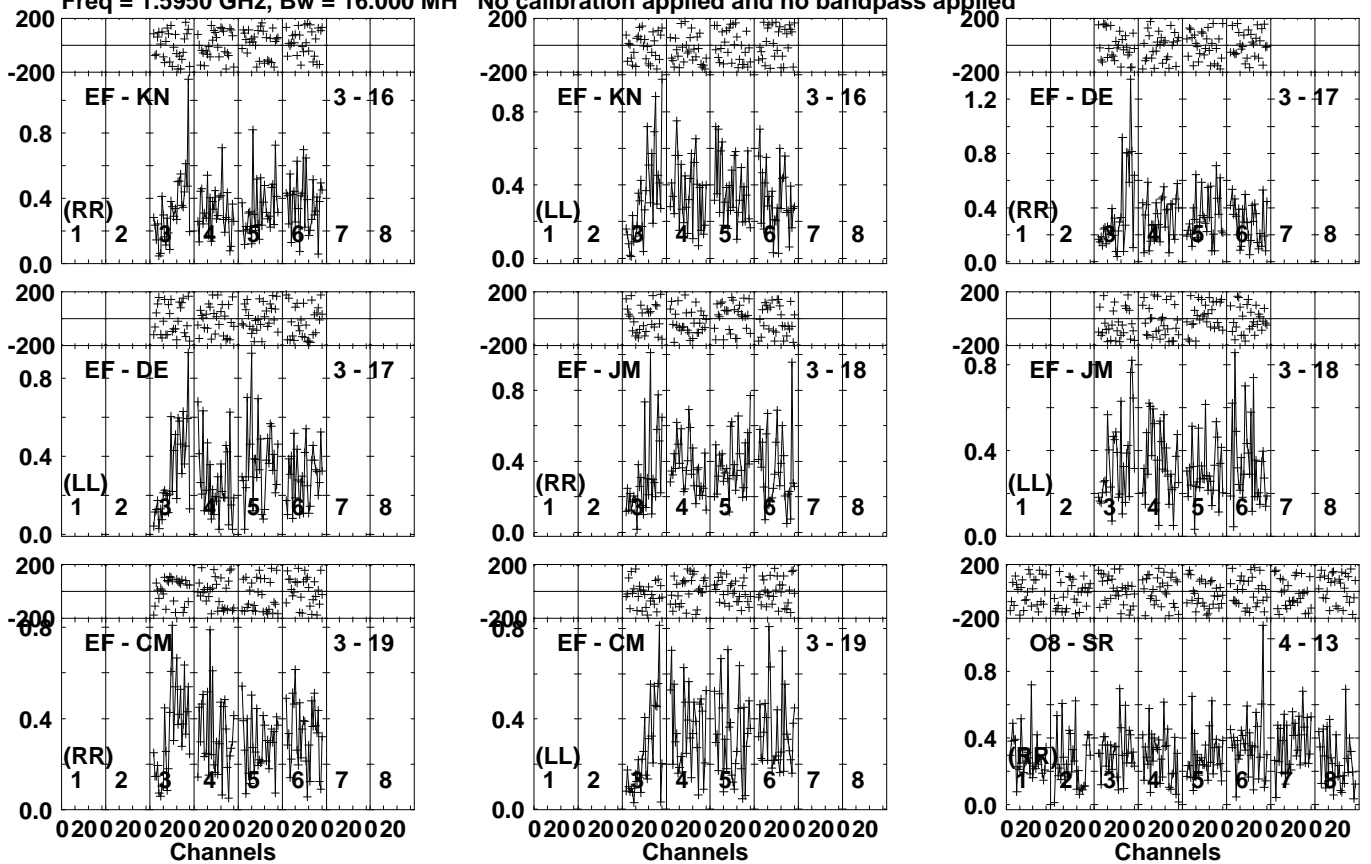 Freq = 1.5950 GHz, Bw = 16.000 MH No calibration applied and no bandpass applied
200 200 200
-200 -200 -200
EF - KN 3 - 16 EF - KN 3 - 16 EF - DE 3 - 17
1.2
0.8 0.8 0.8
0.4 0.4 0.4
(RR) (LL) (RR)
1 2 3 4 5 6 7 8 1 2 3 4 5 6 7 8 1 2 3 4 5 6 7 8
0.0 0.0 0.0
200 200 200
-200 -200 -200
EF - DE 3 - 17 EF - JM 3 - 18 EF - JM 3 - 18
0.8 0.8 0.8
0.4 0.4 0.4
(LL) (RR) (LL)
1 2 3 4 5 6 7 8 1 2 3 4 5 6 7 8 1 2 3 4 5 6 7 8
0.0 0.0 0.0
200 200 200
-200 -200 -200
0.8 0.8
EF - CM 3 - 19 EF - CM 3 - 19 O8 - SR 4 - 13
0.8
0.4 0.4 0.4
(RR) (LL) (RR)
1 2 3 4 5 6 7 8 1 2 3 4 5 6 7 8 1 2 3 4 5 6 7 8
0.0 0.0 0.0
0 20 0 20 0 20 0 20 0 20 0 20 0 20 0 20 0 20 0 20 0 20 0 20 0 20 0 20 0 20 0 20 0 20 0 20 0 20 0 20 0 20 0 20 0 20 0 20
Channels Channels Channels